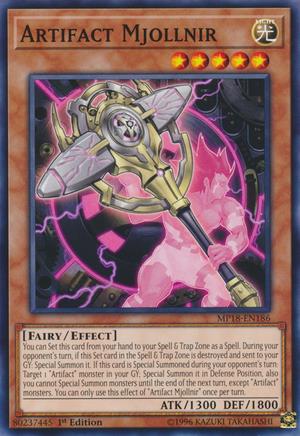 Artifact Mjollnir
LIGHT
光
MP18-EN186
[Fairy/Effect]
You can Set this card from your hand to your Spell & Trap Zone as a Spell. During your
opponent's turn, if this Set card in the Spell & Trap Zone is destroyed and sent to your
GY: Special Summon it. If this card is Special Summoned during your opponent's turn:
Target 1 "Artifact" monster in your GY; Special Summon it in Defense Position, also
you cannot Special Summon monsters until the end of the next turn, except "Artifact"
monsters. You can only use this effect of "Artifact Mjollnir" once per turn.
ATK/1300 DEF/1800
80237445 1st Edition ©1996 KAZUKI TAKAHASHI